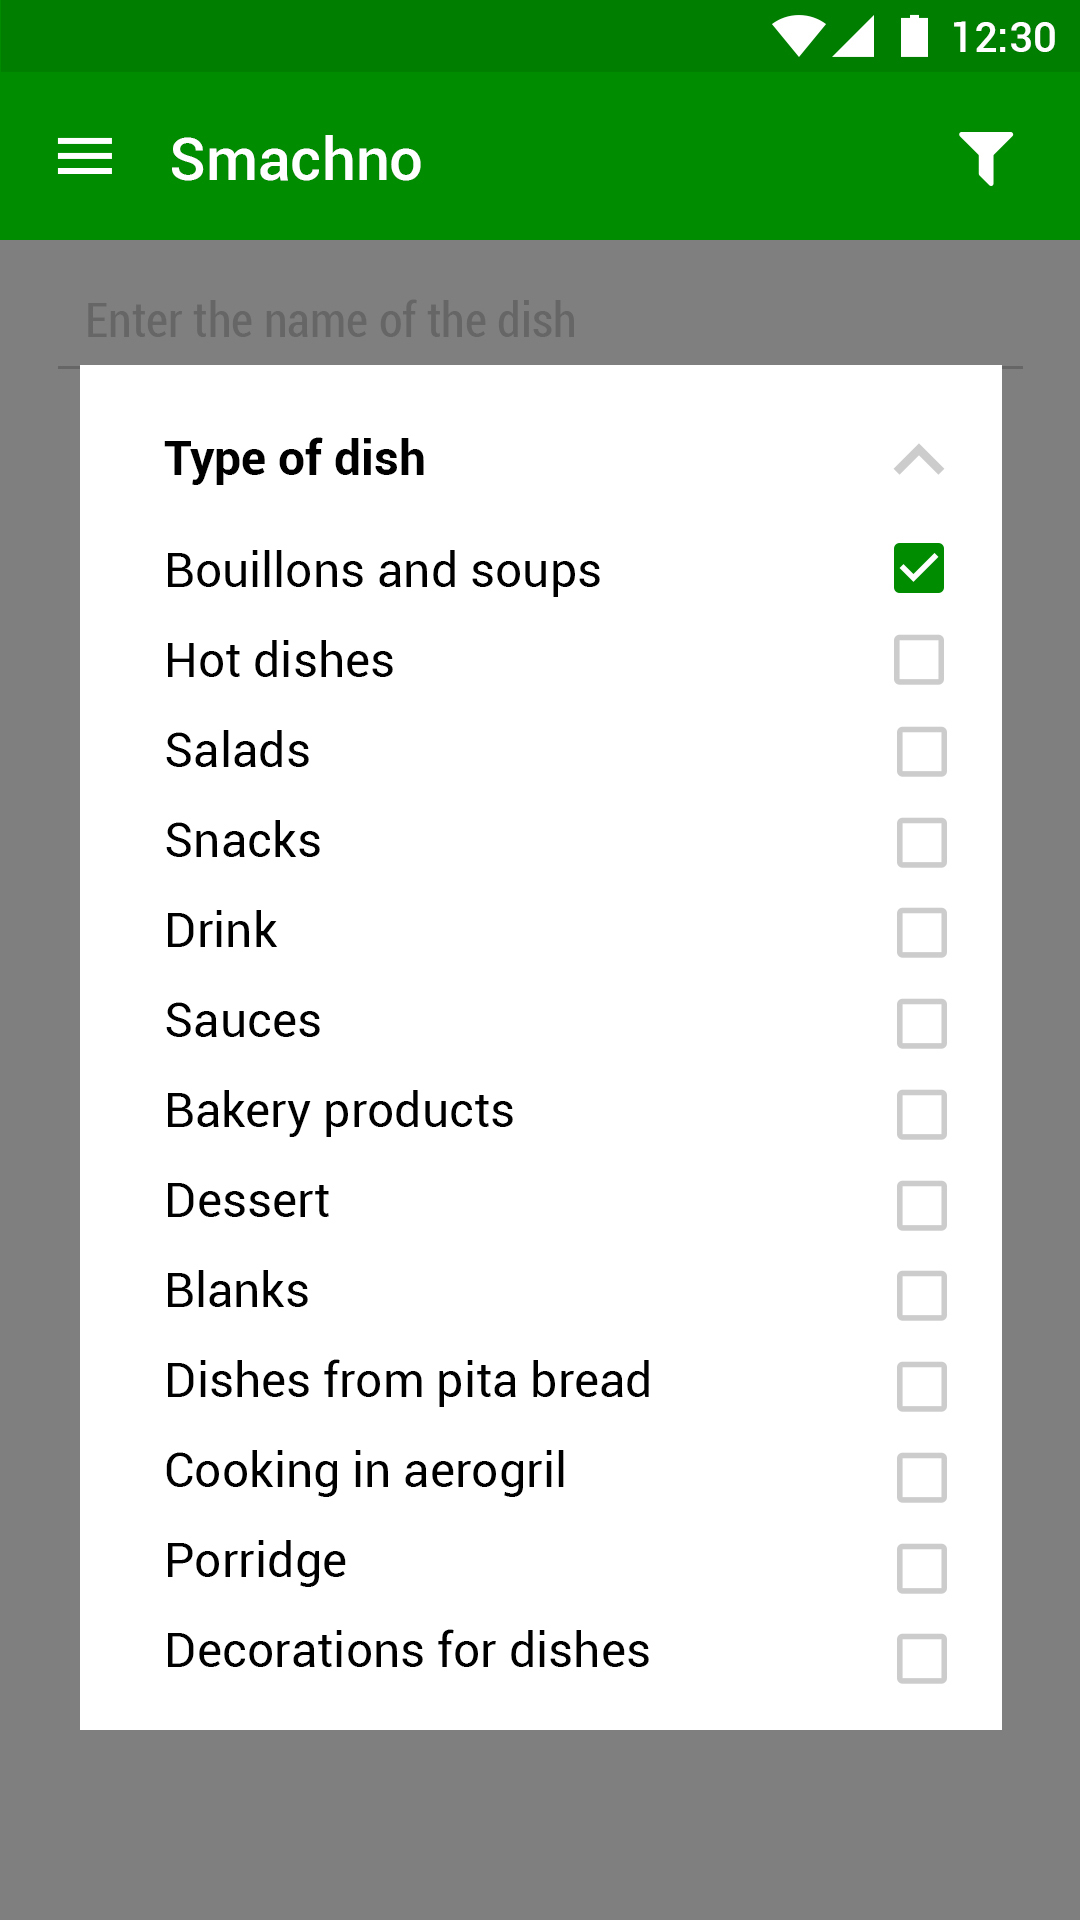 12:30
Smachno
Enter the name of the dish
Type of dish
Bouillons and soups
Hot dishes
Salads
Snacks
Drink
Sauces
Bakery products
Dessert
Blanks
Dishes from pita bread
Cooking in aerogril
Porridge
Decorations for dishes